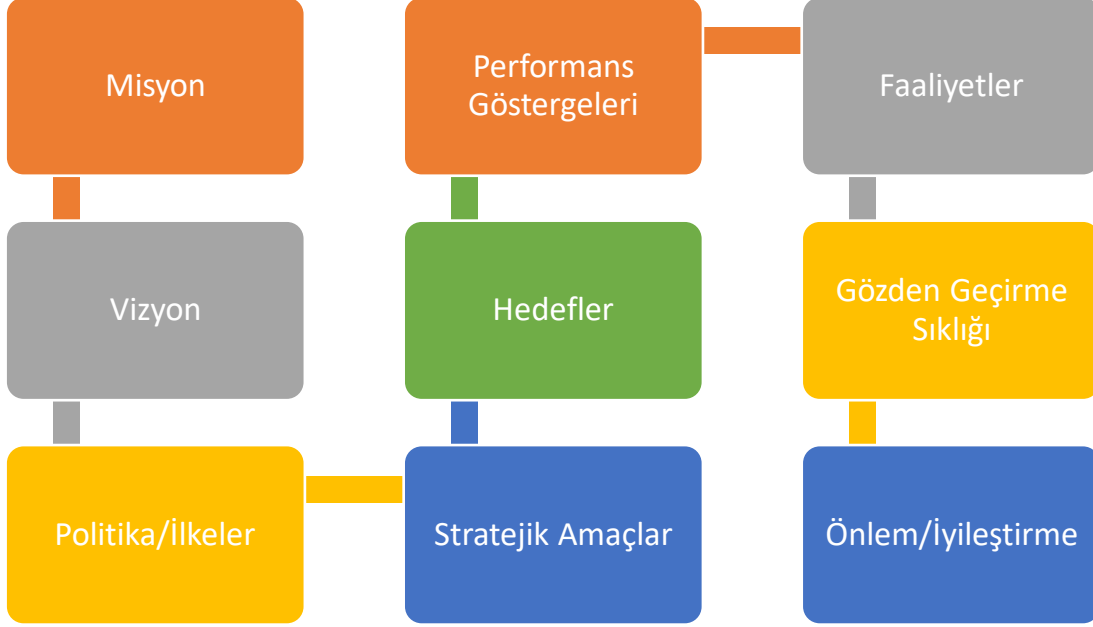 Misyon
Vizyon
Politika/İlkeler
Stratejik Amaçlar
Hedefler
Performans
Göstergeleri
Faaliyetler
Gözden Geçirme
Sıklığı
Önlem/İyileştirme